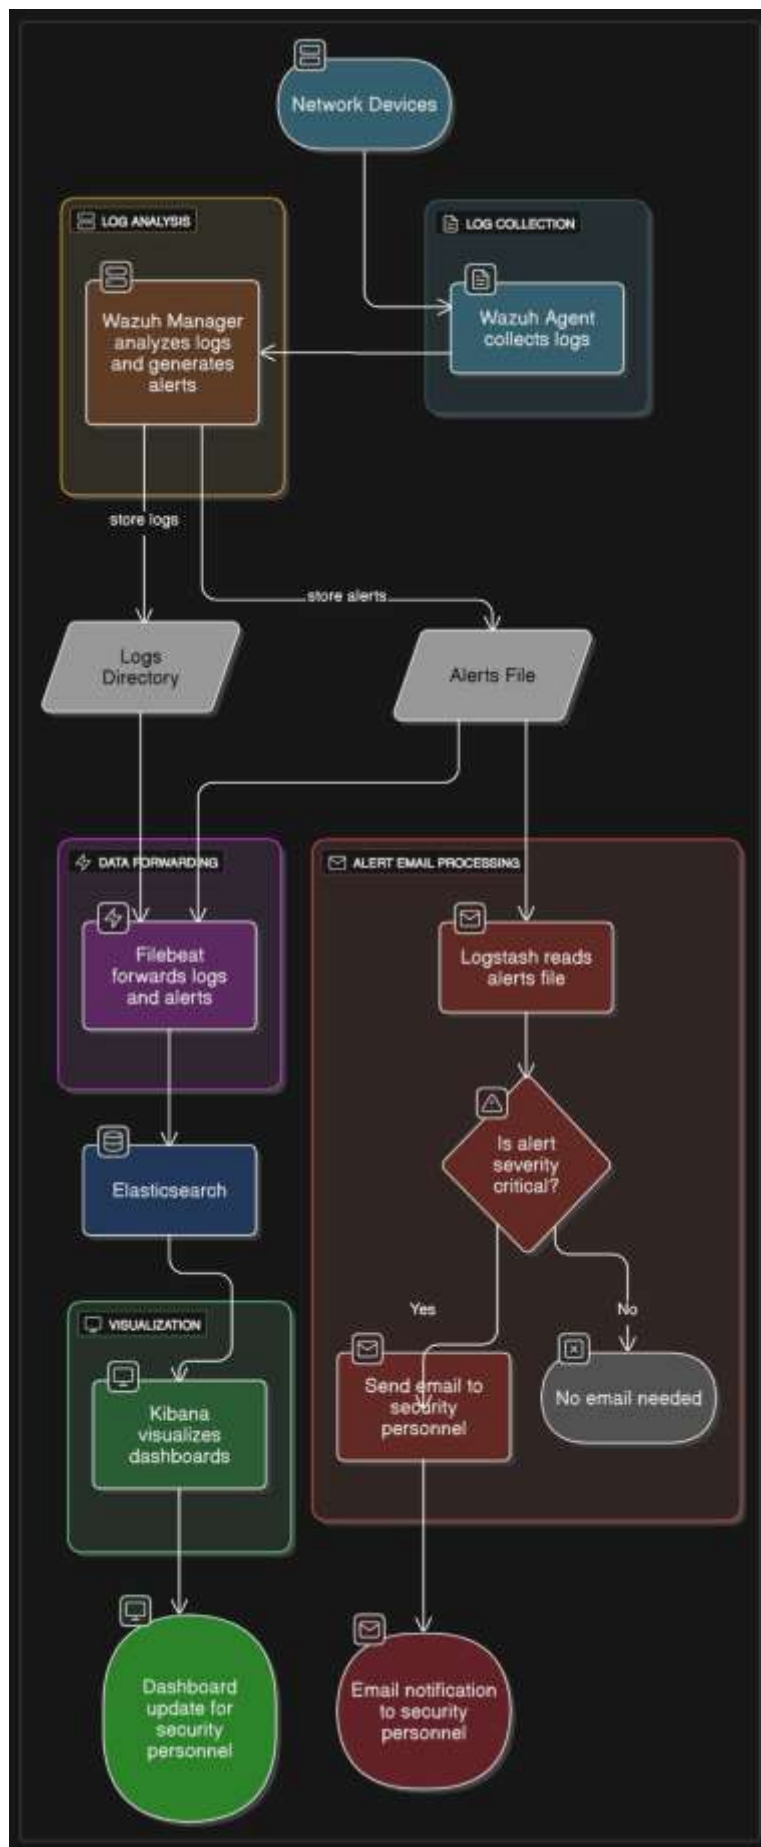 Network Devices
LOG ANALYSIS
LOG COLLECTION
Wazuh Manager
analyzes logs
and generates
alerts
Wazuh Agent
collects logs
store logs
store alerts
Logs
Directory
Alerts File
DATA FORWARDING
ALERT EMAIL PROCESSING
Filebeat
forwards logs
and alerts
Logstash reads
alerts file
Is alert
severity
critical?
Elasticsearch
Yes
No
VISUALIZATION
Send email to
security
personnel
No email needed
Kibana
visualizes
dashboards
Dashboard
update for
security
personnel
Email notification
to security
personnel